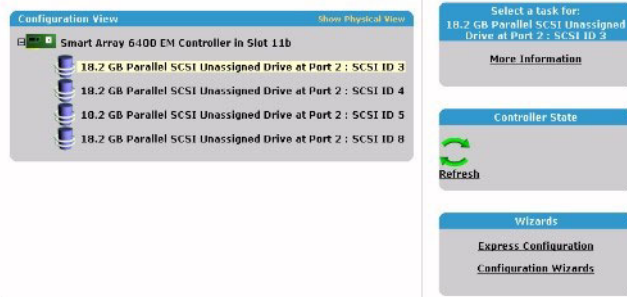 Configuration View
Show Physical View
Smart Array 6400 EM Controller in Slot 11b
18.2 GB Parallel SCSI Unassigned Drive at Port 2 : SCSI ID 3
18.2 GB Parallel SCSI Unassigned Drive at Port 2 : SCSI ID 4
18.2 GB Parallel SCSI Unassigned Drive at Port 2 : SCSI ID 5
18.2 GB Parallel SCSI Unassigned Drive at Port 2 : SCSI ID 8
Select a task for:
18.2 GB Parallel SCSI Unassigned
Drive at Port 2 : SCSI ID 3
More Information
Controller State
Refresh
Wizards
Express Configuration
Configuration Wizards